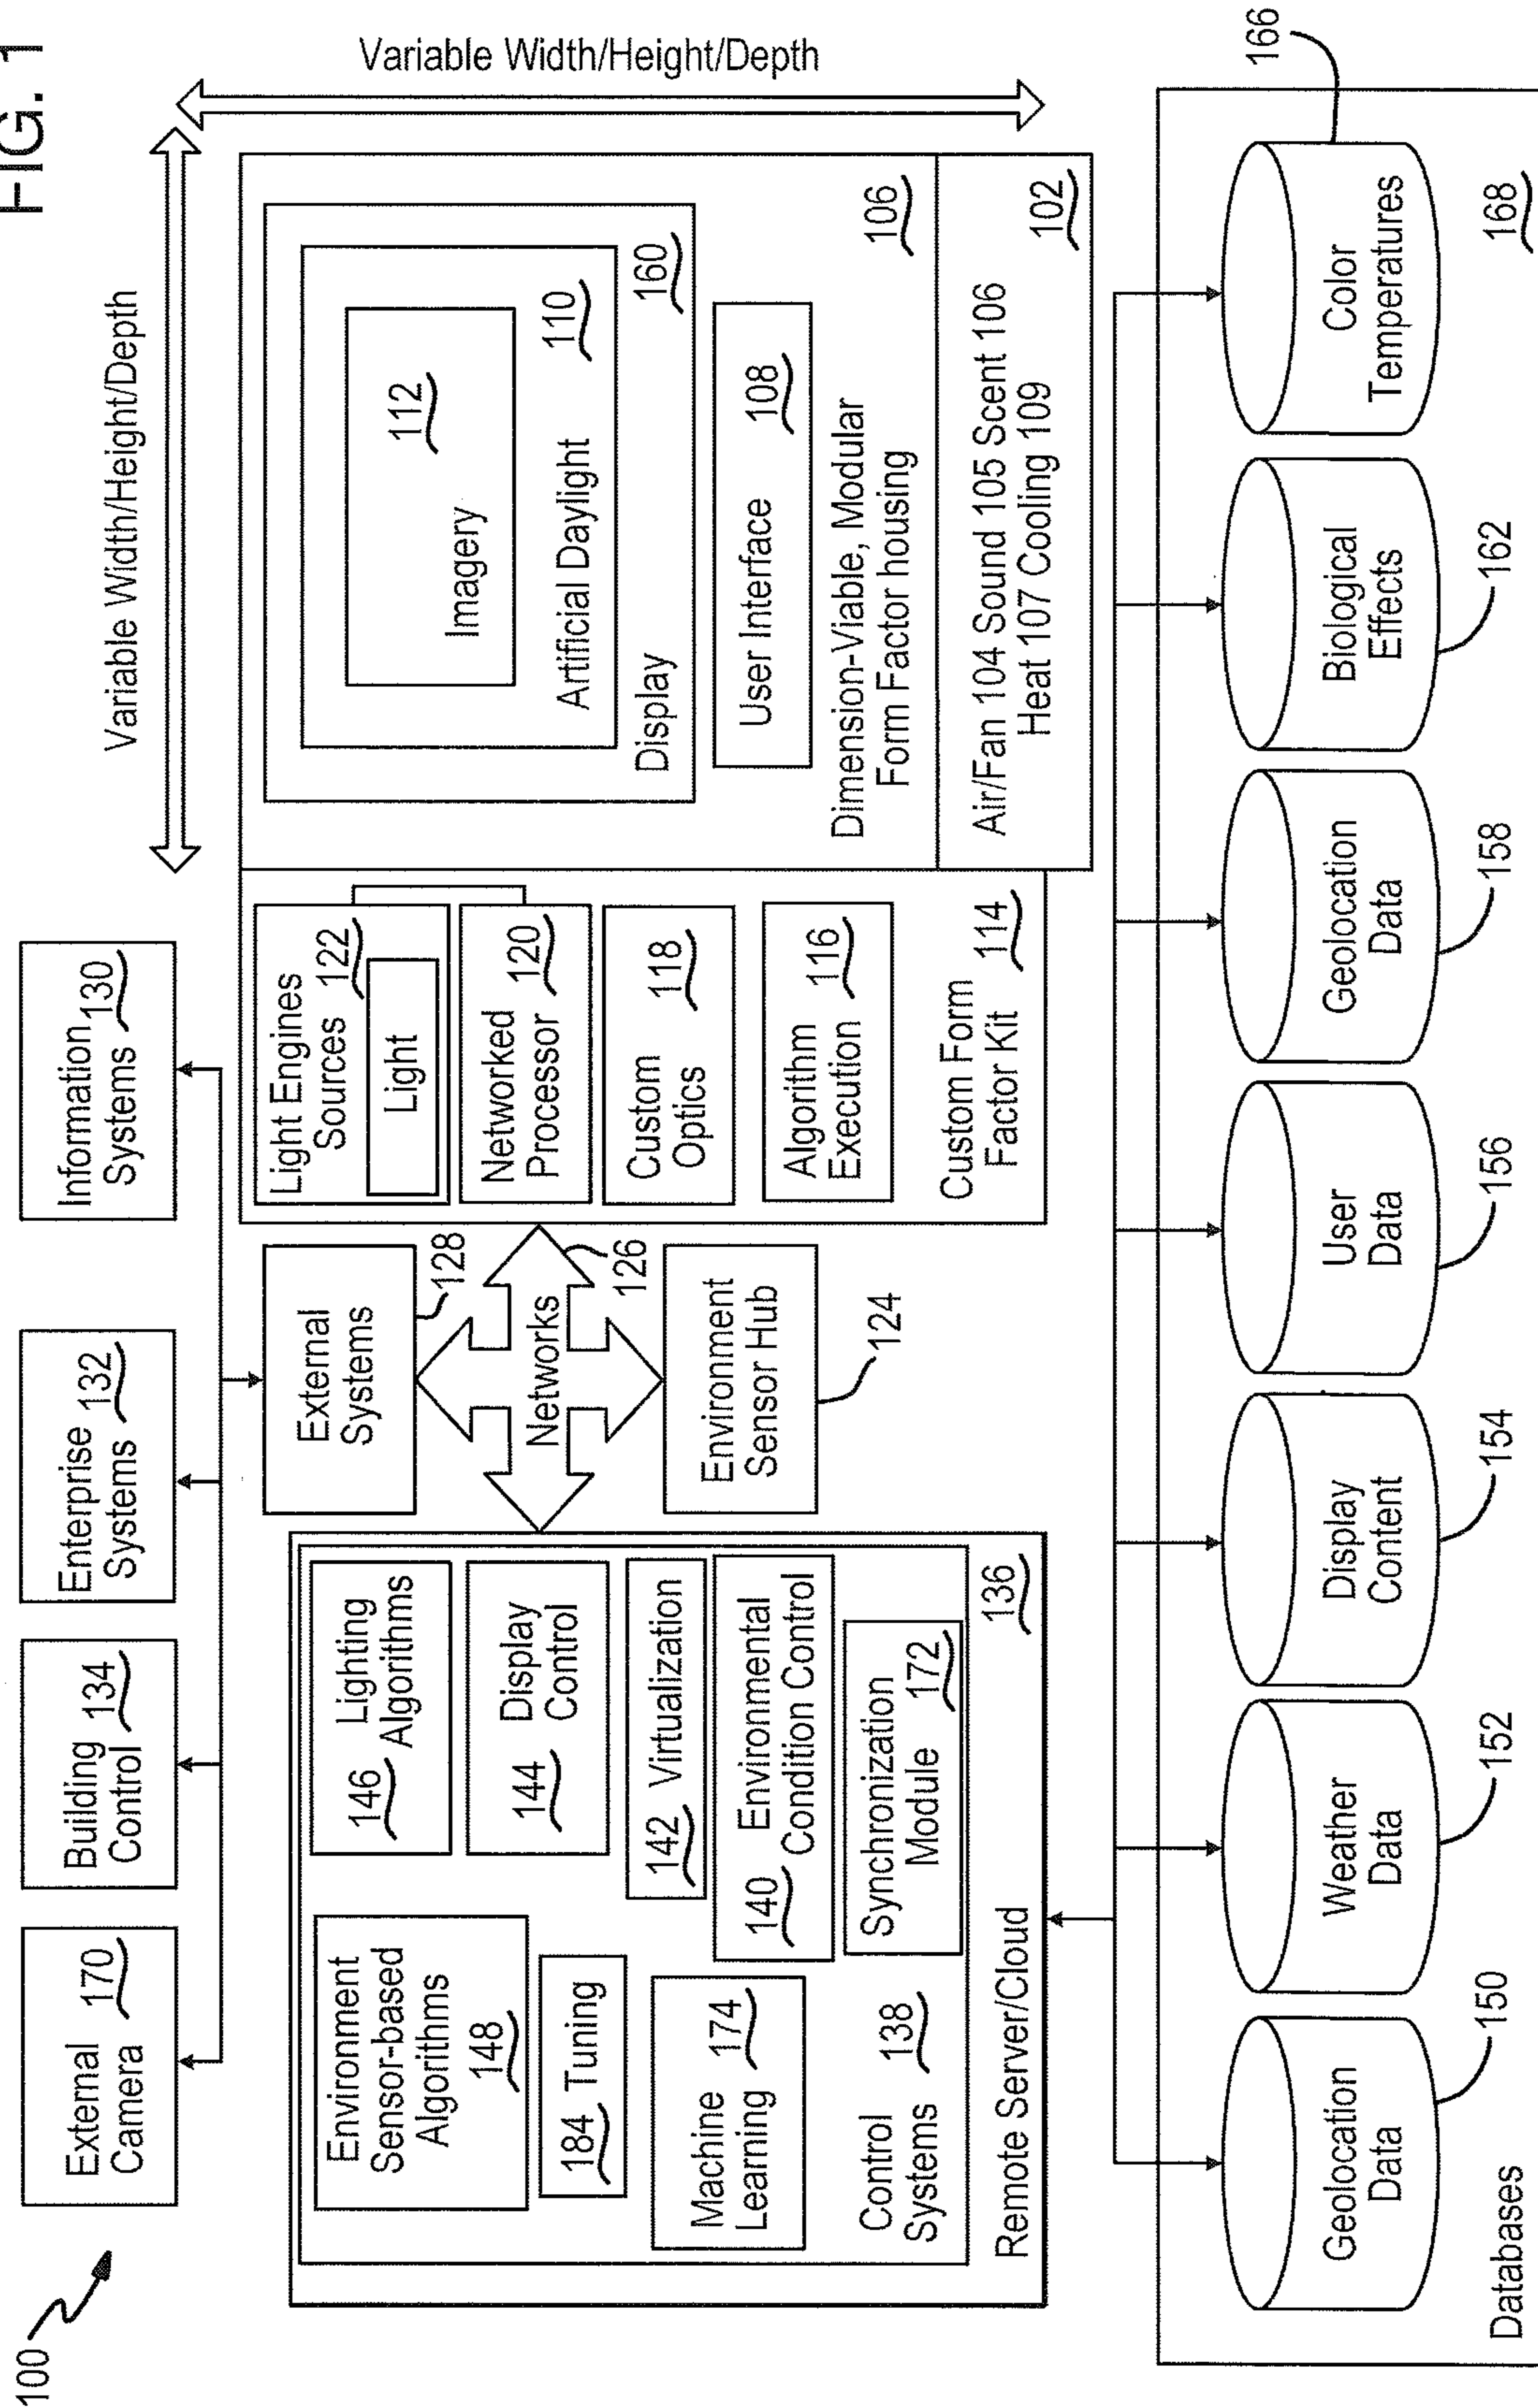 FIG. 1
100
Variable Width/Height/Depth
Variable Width/Height/Depth
External
Camera 170
Building
Control 134
Enterprise
Systems 132
Information
Systems 130
External
Systems
128
Networks
126
Environment
Sensor Hub
124
Environment
Sensor-based
Algorithms
148
184 Tuning
Machine
Learning 174
Control
Systems 138
Lighting
146 Algorithms
Display
144 Control
142 Virtualization
Environmental
140 Condition Control
Synchronization
Module 172
Remote Server/Cloud 136
Light Engines
Sources 122
Light
Networked
Processor 120
Custom
Optics 118
Algorithm
Execution 116
Custom Form
Factor Kit 114
Imagery 112
Artificial Daylight 110
Display 160
User Interface 108
Dimension-Viable, Modular
Form Factor housing 106
Air/Fan 104 Sound 105 Scent 106
Heat 107 Cooling 109
102
Geolocation
Data
150
Weather
Data
152
Display
Content
154
User
Data
156
Geolocation
Data
158
Biological
Effects
162
Color
Temperatures
166
Databases
168